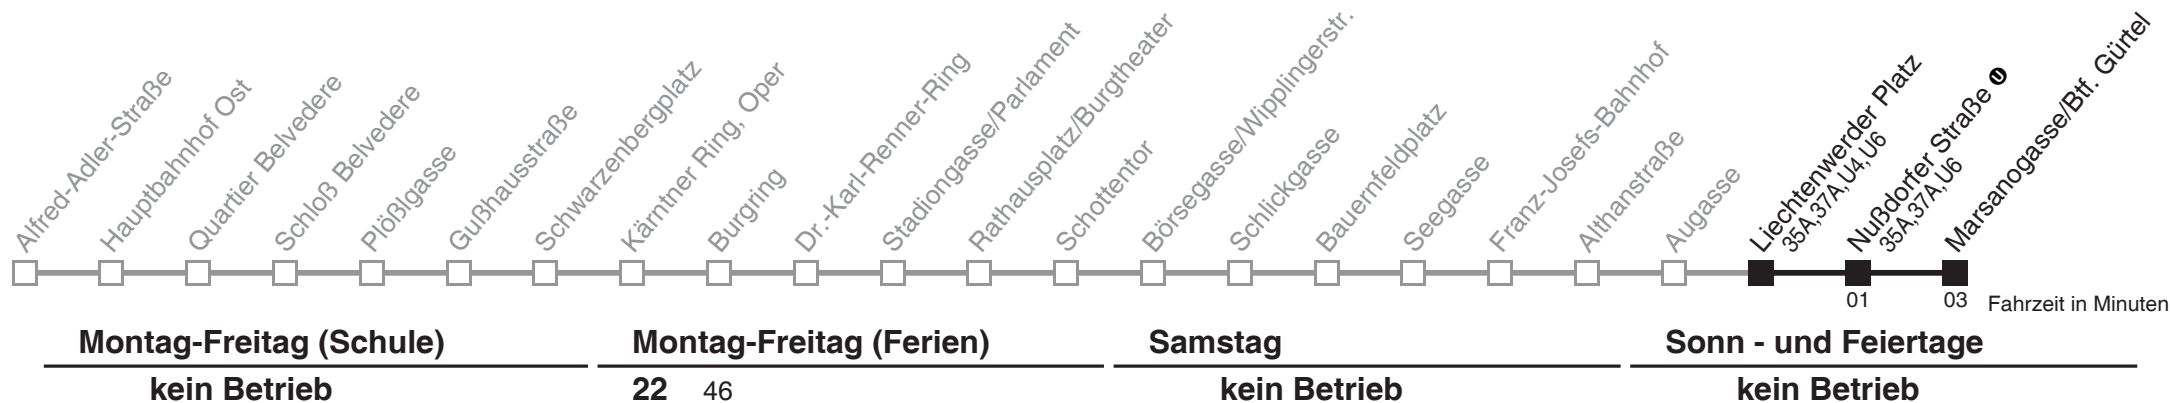 Alfred-Adler-Straße
Hauptbahnhof Ost
Quartier Belvedere
Schloß Belvedere
Plößlgasse
Gußhausstraße
Schwarzenbergplatz
Kärntner Ring, Oper
Burgring
Dr.-Karl-Renner-Ring
Stadiongasse/Parlament
Rathausplatz/Burgtheater
Schottentor
Börsegasse/Wipplingerstr.
Schlickgasse
Bauernfeldplatz
Seegasse
Franz-Josefs-Bahnhof
Althanstraße
Augasse
Liechtenwerder Platz
35A,37A,U4,U6
Nußdorfer Straße U
35A,37A,U6
Marsanogasse/Btf. Gürtel
01 03 Fahrzeit in Minuten
Montag-Freitag (Schule) Montag-Freitag (Ferien) Samstag Sonn - und Feiertage
kein Betrieb 22 46 kein Betrieb kein Betrieb